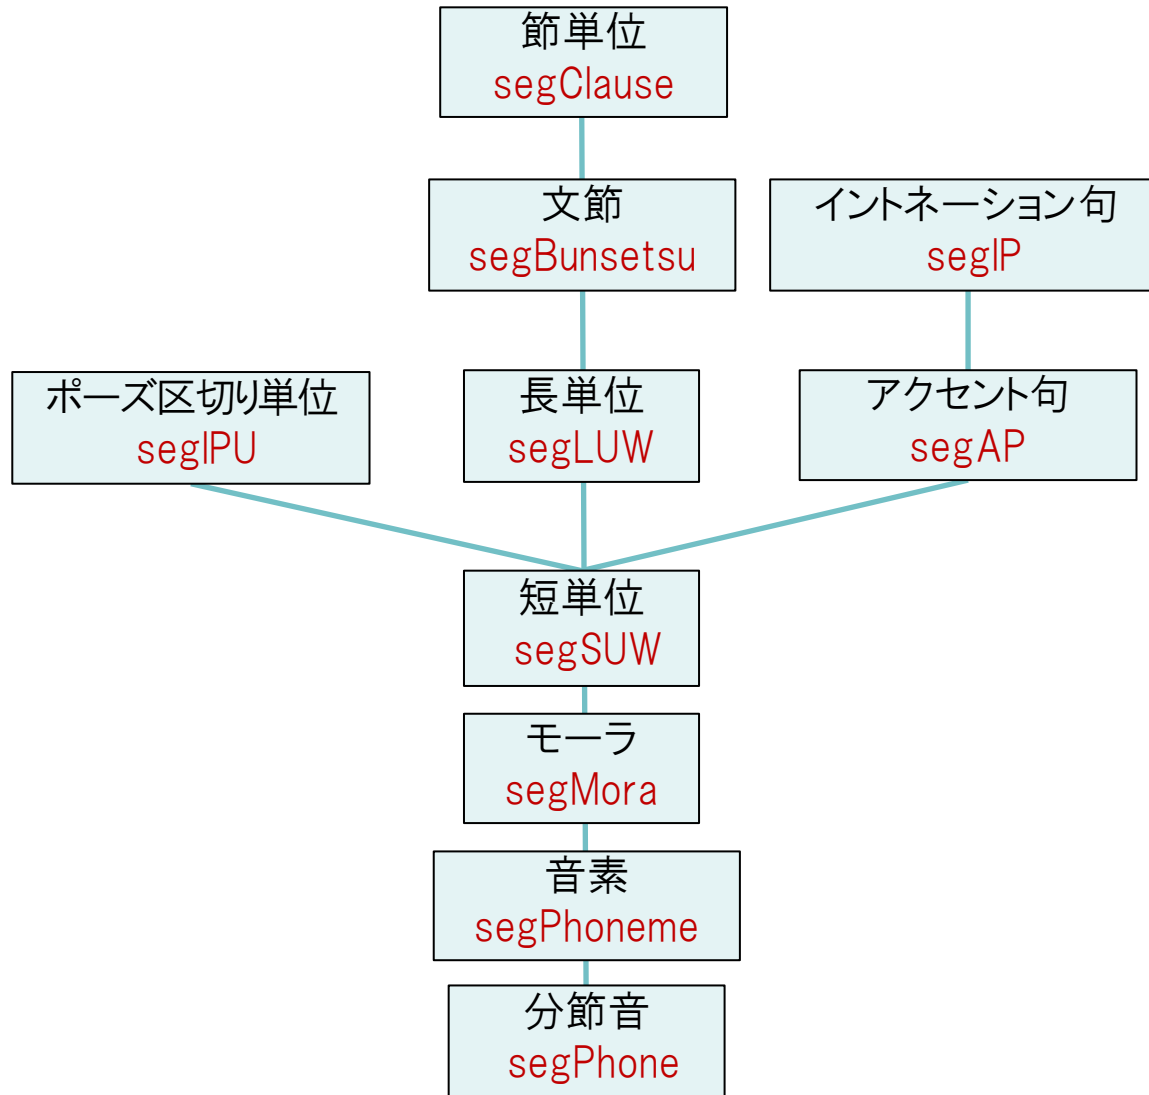 節単位
segClause
文節
segBunsetsu
イントネーション句
segIP
ポーズ区切り単位
segIPU
長単位
segLUW
アクセント句
segAP
短単位
segSUW
モーラ
segMora
音素
segPhoneme
分節音
segPhone